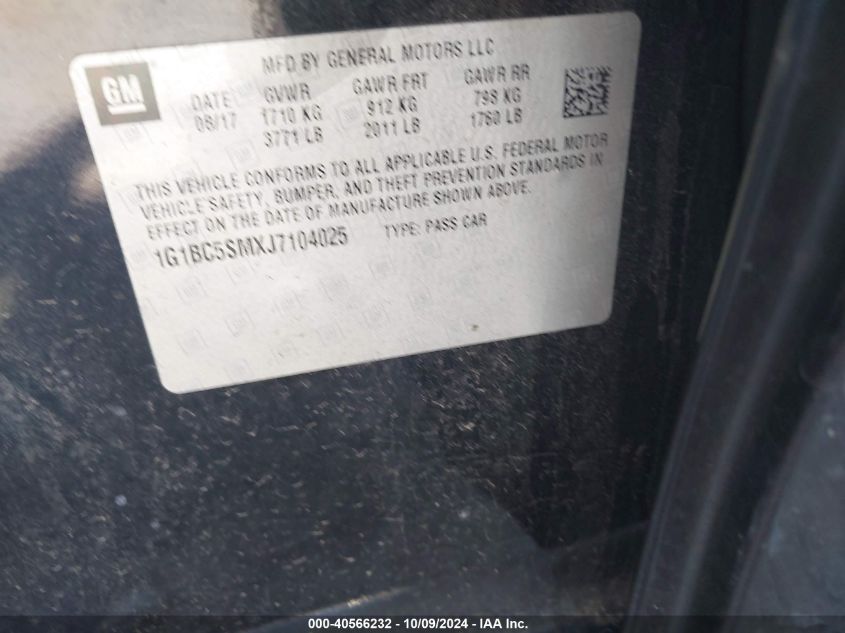 GM
MFD BY GENERAL MOTORS LLC
DATE GVWR GAWR FRT GAWR RR
06/17 1710 KG 912 KG 798 KG
3771 LB 2011 LB 1760 LB
THIS VEHICLE CONFORMS TO ALL APPLICABLE U.S. FEDERAL MOTOR
VEHICLE SAFETY, BUMPER, AND THEFT PREVENTION STANDARDS IN
EFFECT ON THE DATE OF MANUFACTURE SHOWN ABOVE.
1G1BC5SMXJ7104025 TYPE: PASS CAR
000-40566232 - 10/09/2024 - IAA Inc.